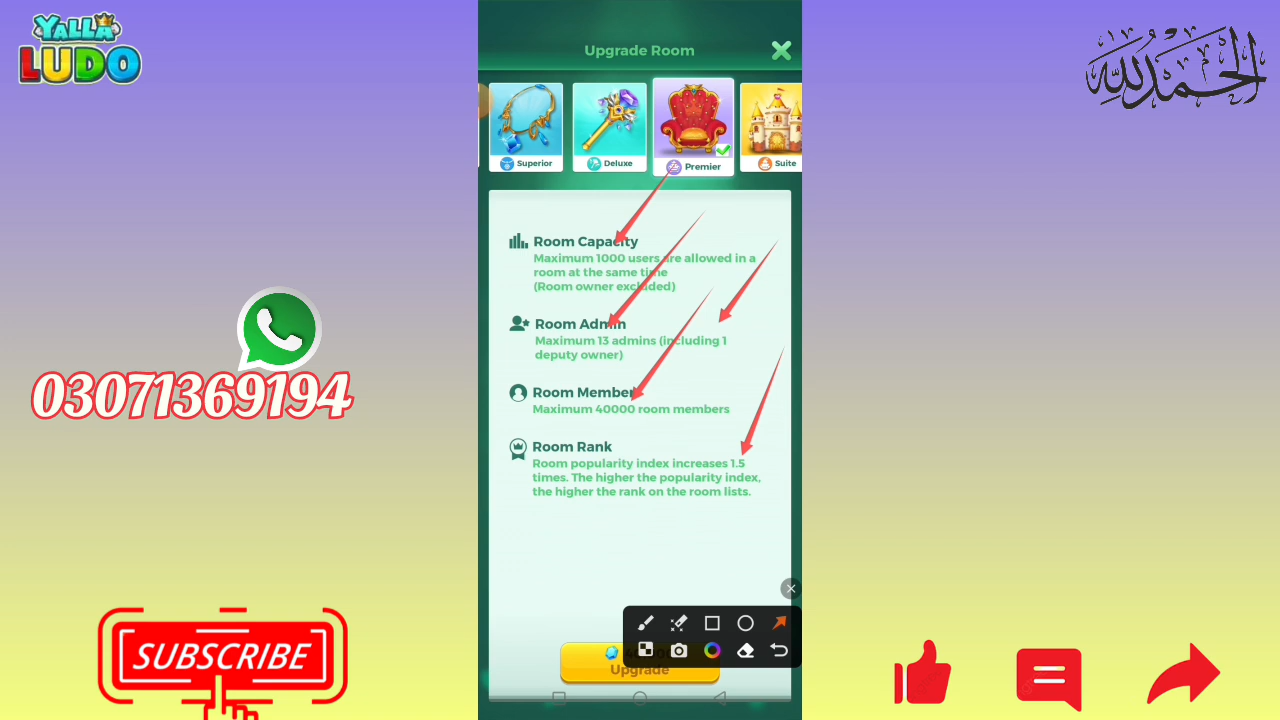 YALLA
LUDO
Upgrade Room
الحمد لله
Superior
Deluxe
Premier
Suite
Room Capacity
Maximum 1000 users are allowed in a
room at the same time
(Room owner excluded)
Room Admin
Maximum 13 admins (including 1
deputy owner)
Room Member
Maximum 40000 room members
03071369194
Room Rank
Room popularity index increases 1.5
times. The higher the popularity index,
the higher the rank on the room lists.
SUBSCRIBE
Upgrade